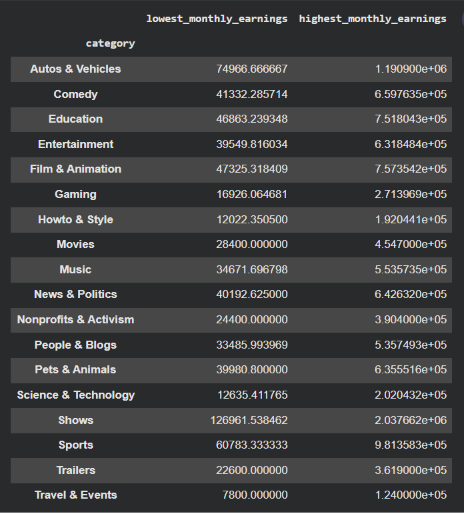 lowest_monthly_earnings highest_monthly_earnings
category
Autos & Vehicles 74966.666667 1.190900e+06
Comedy 41332.285714 6.597635e+05
Education 46863.239348 7.518043e+05
Entertainment 39549.816034 6.318484e+05
Film & Animation 47325.318409 7.573542e+05
Gaming 16926.064681 2.713969e+05
Howto & Style 12022.350500 1.920441e+05
Movies 28400.000000 4.547000e+05
Music 34671.696798 5.535735e+05
News & Politics 40192.625000 6.426320e+05
Nonprofits & Activism 24400.000000 3.904000e+05
People & Blogs 33485.993969 5.357493e+05
Pets & Animals 39980.800000 6.355516e+05
Science & Technology 12635.411765 2.020432e+05
Shows 126961.538462 2.037662e+06
Sports 60783.333333 9.813583e+05
Trailers 22600.000000 3.619000e+05
Travel & Events 7800.000000 1.240000e+05